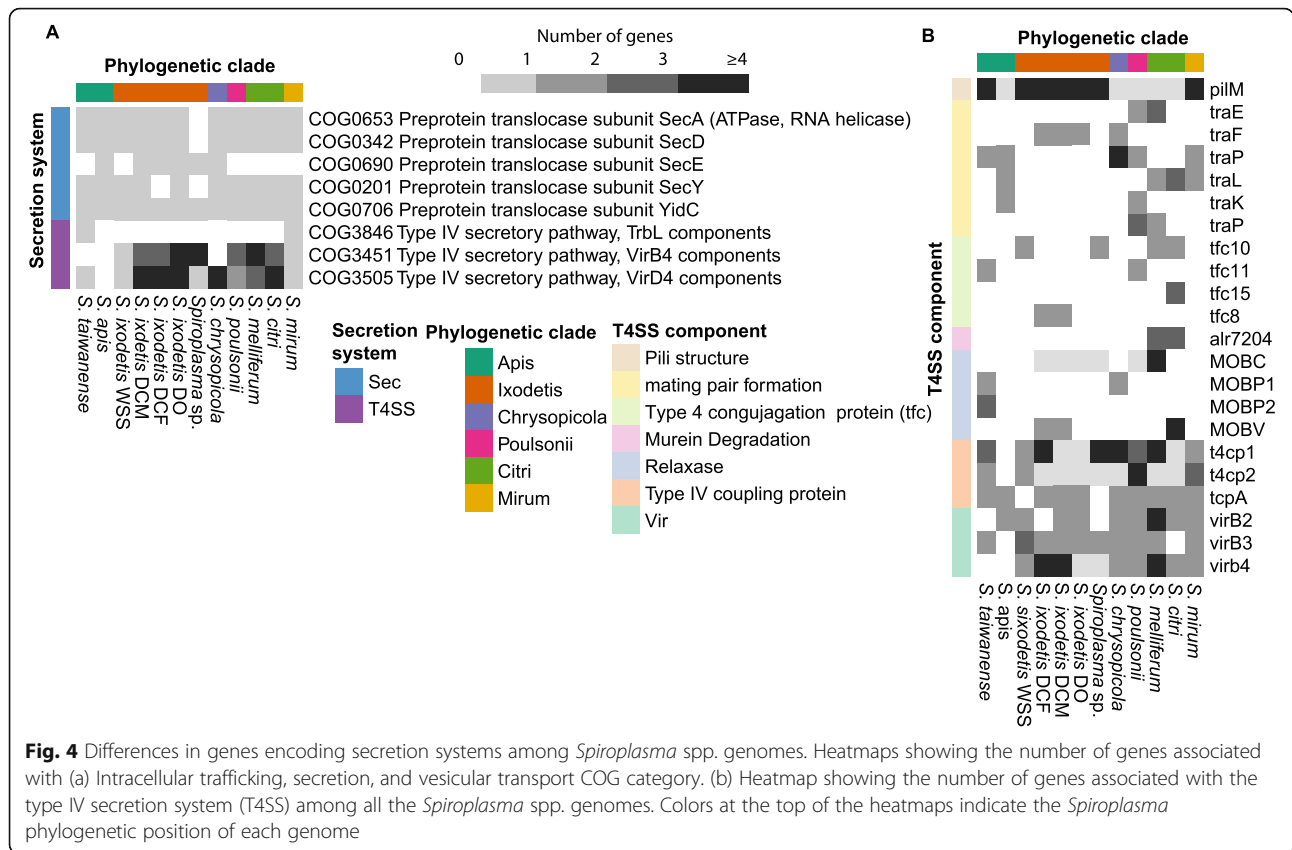 A
Phylogenetic clade
Number of genes
0 1 2 3 ≥4
Secretion system
COG0653 Preprotein translocase subunit SecA (ATPase, RNA helicase)
COG0342 Preprotein translocase subunit SecD
COG0690 Preprotein translocase subunit SecE
COG0201 Preprotein translocase subunit SecY
COG0706 Preprotein translocase subunit YidC
COG3846 Type IV secretory pathway, TrbL components
COG3451 Type IV secretory pathway, VirB4 components
COG3505 Type IV secretory pathway, VirD4 components
S. taiwanense
S. apis
S. ixodetis WSS
S. ixdetis DCM
S. ixodetis DCF
S. ixodetis DO
Spiroplasma sp.
S. chrysopicola
S. poulsonii
S. melliferum
S. citri
S. mirum
Secretion system
Sec
T4SS
Phylogenetic clade
Apis
Ixodetis
Chrysopicola
Poulsonii
Citri
Mirum
T4SS component
Pili structure
mating pair formation
Type 4 congujagation protein (tfc)
Murein Degradation
Relaxase
Type IV coupling protein
Vir
B
Phylogenetic clade
T4SS component
pilM
traE
traF
traP
traL
traK
traP
tfc10
tfc11
tfc15
tfc8
alr7204
MOBC
MOBP1
MOBP2
MOBV
t4cp1
t4cp2
tcpA
virB2
virB3
virb4
S. taiwanense
S. apis
S. sixodetis WSS
S. ixodetis DCF
S. ixodetis DCM
S. ixodetis DO
Spiroplasma sp.
S. chrysopicola
S. poulsonii
S. melliferum
S. citri
S. mirum
Fig. 4 Differences in genes encoding secretion systems among Spiroplasma spp. genomes. Heatmaps showing the number of genes associated
with (a) Intracellular trafficking, secretion, and vesicular transport COG category. (b) Heatmap showing the number of genes associated with the
type IV secretion system (T4SS) among all the Spiroplasma spp. genomes. Colors at the top of the heatmaps indicate the Spiroplasma
phylogenetic position of each genome